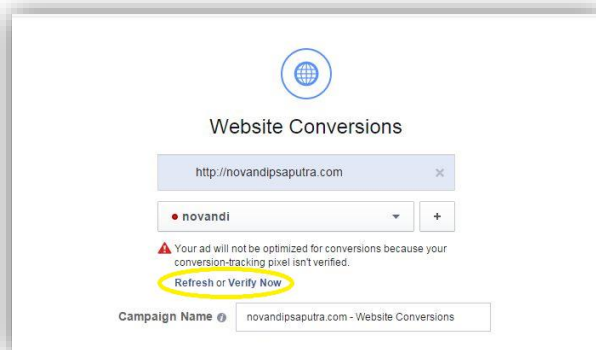 Website Conversions
http://novandipsaputra.com
novandi
+
Your ad will not be optimized for conversions because your
conversion-tracking pixel isn't verified.
Refresh or Verify Now
Campaign Name novandipsaputra.com - Website Conversions